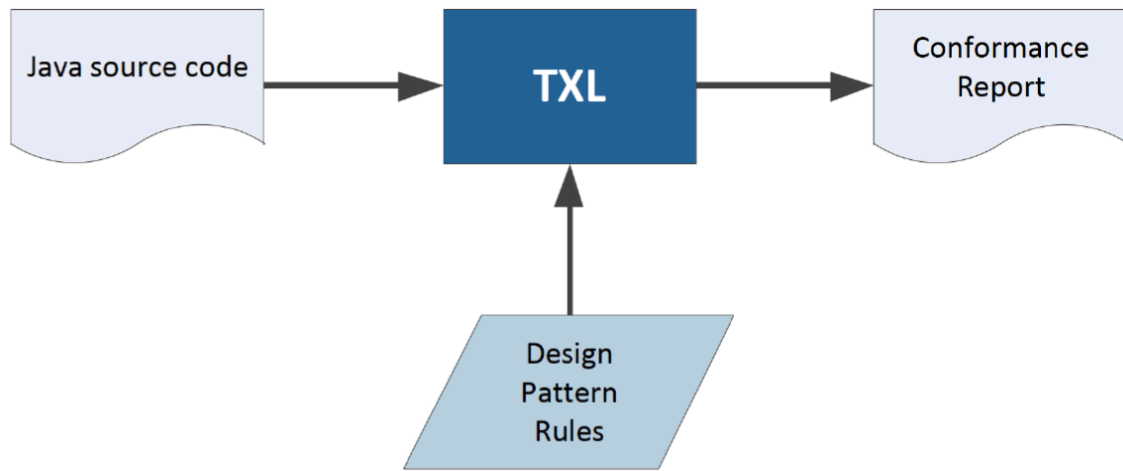 Java source code
TXL
Conformance
Report
Design
Pattern
Rules